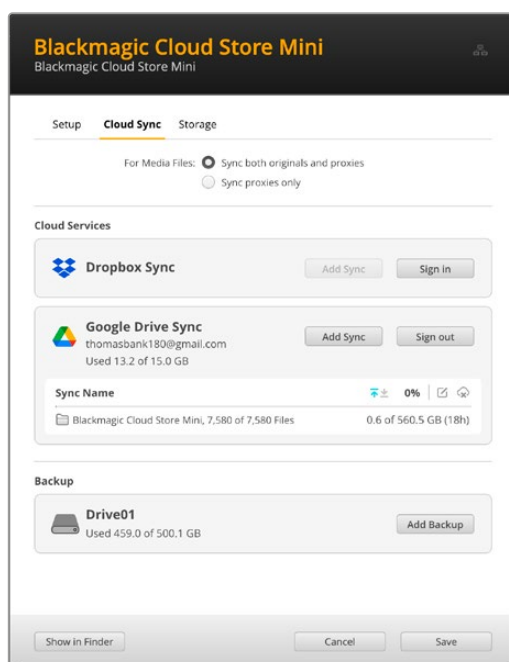 Blackmagic Cloud Store Mini
Blackmagic Cloud Store Mini
Setup Cloud Sync Storage
For Media Files: Sync both originals and proxies
Sync proxies only
Cloud Services
Dropbox Sync Add Sync Sign in
Google Drive Sync
thomasbank180@gmail.com Add Sync Sign out
Used 13.2 of 15.0 GB
Sync Name 0%
Blackmagic Cloud Store Mini, 7,580 of 7,580 Files 0.6 of 560.5 GB (18h)
Backup
Drive01
Used 459.0 of 500.1 GB Add Backup
Show in Finder Cancel Save